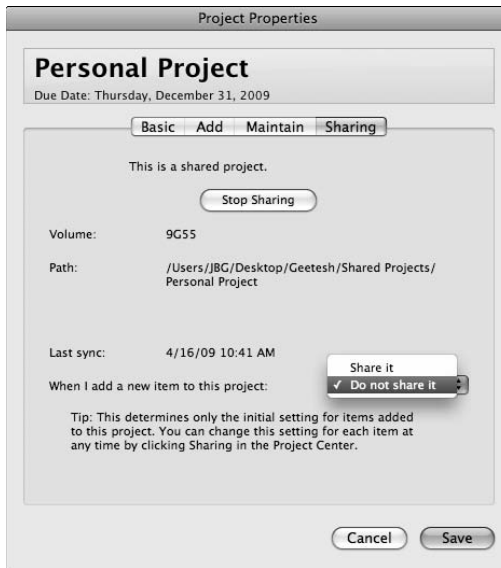 Project Properties
Personal Project
Due Date: Thursday, December 31, 2009
Basic Add Maintain Sharing
This is a shared project.
Stop Sharing
Volume: 9G55
Path: /Users/JBG/Desktop/Geetesh/Shared Projects/
Personal Project
Last sync: 4/16/09 10:41 AM
Share it
When I add a new item to this project: ✓ Do not share it
Tip: This determines only the initial setting for items added
to this project. You can change this setting for each item at
any time by clicking Sharing in the Project Center.
Cancel Save